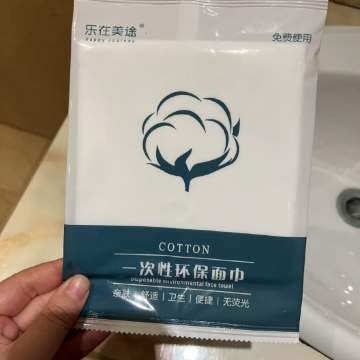 乐在美途®
happy journey
免费使用
COTTON
一次性环保面巾
Disposable environmental face towel
亲肤｜舒适｜卫生｜便捷｜无荧光